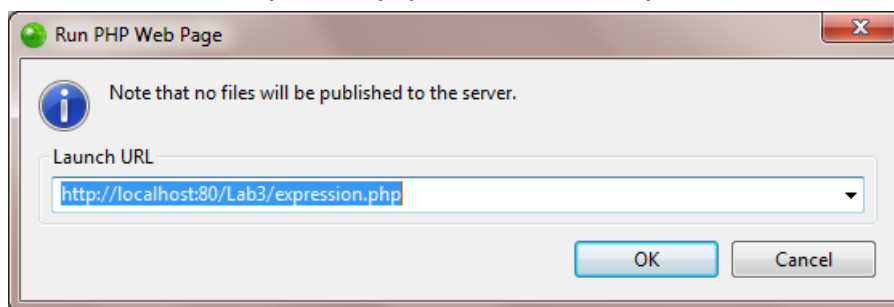 Run PHP Web Page
Note that no files will be published to the server.
Launch URL
http://localhost:80/Lab3/expression.php
OK Cancel